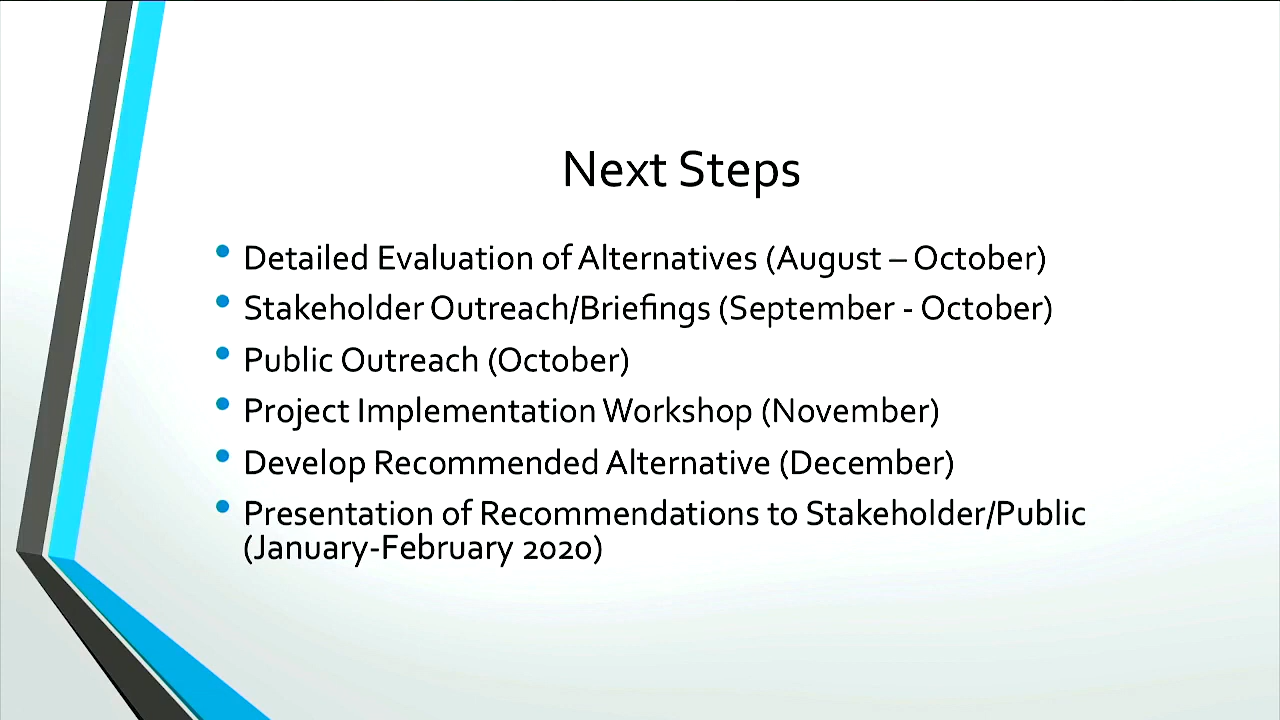 Next Steps
• Detailed Evaluation of Alternatives (August – October)
• Stakeholder Outreach/Briefings (September - October)
• Public Outreach (October)
• Project Implementation Workshop (November)
• Develop Recommended Alternative (December)
• Presentation of Recommendations to Stakeholder/Public
(January-February 2020)